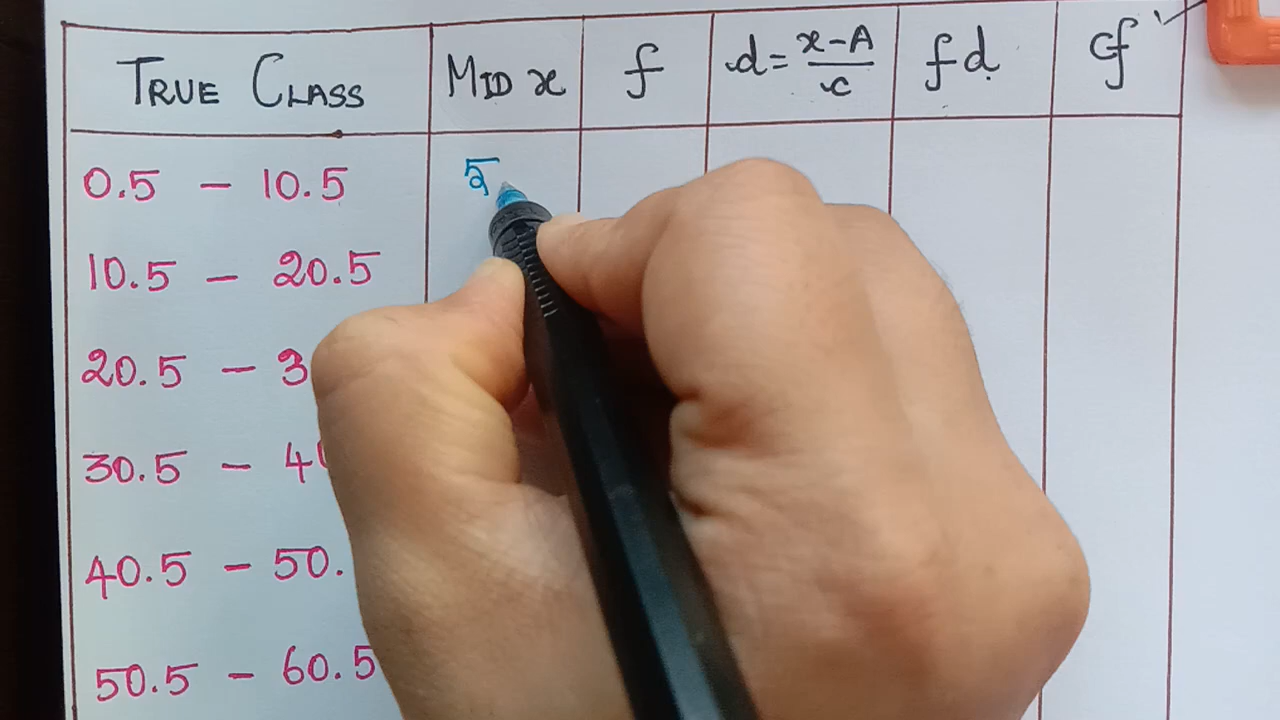 TRUE CLASS MID x f d = x-A/c fd cf
0.5 - 10.5 5
10.5 - 20.5
20.5 - 3
30.5 - 4
40.5 - 50.
50.5 - 60.5